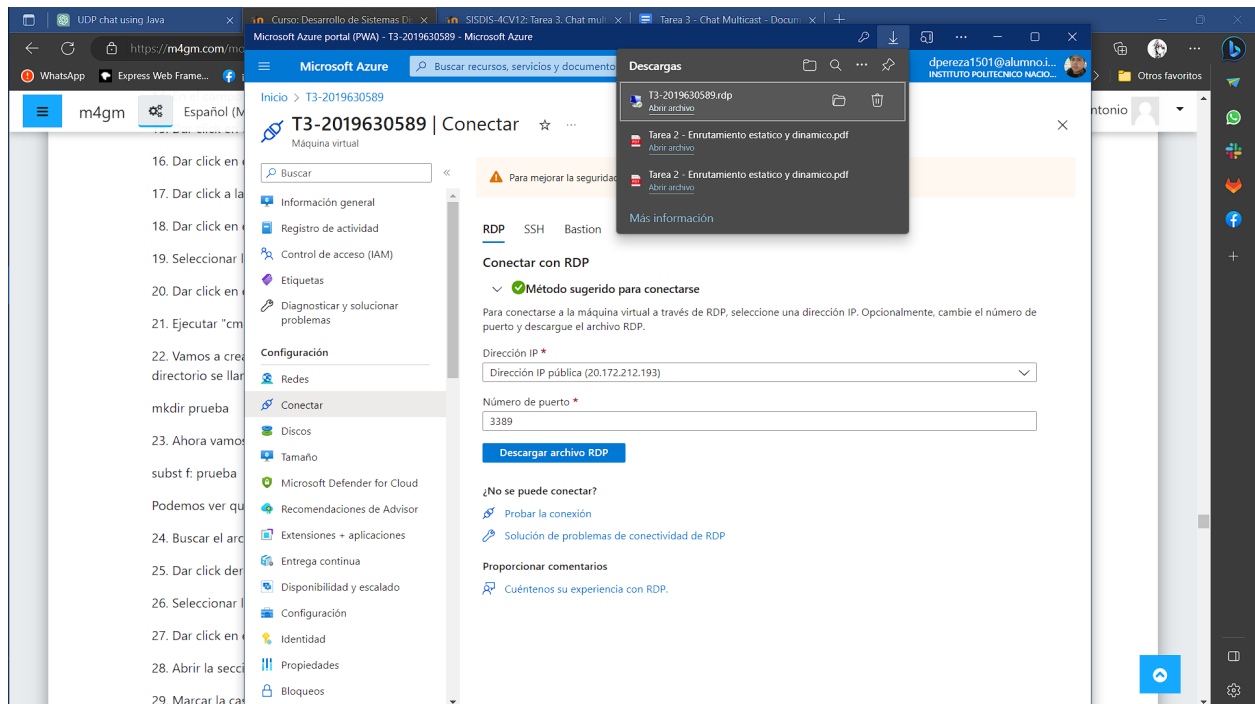 UDP chat using Java
Curso: Desarrollo de Sistemas Di
SISDIS-4CV12: Tarea 3. Chat mult
Tarea 3 - Chat Multicast - Docum
https://m4gm.com/mo
WhatsApp
Express Web Frame...
Otros favoritos
m4gm
Español (M
ntonio
16. Dar click en
17. Dar click a la
18. Dar click en
19. Seleccionar l
20. Dar click en
21. Ejecutar "cm
22. Vamos a crea
directorio se llar
mkdir prueba
23. Ahora vamos
subst f: prueba
Podemos ver qu
24. Buscar el arc
25. Dar click der
26. Seleccionar l
27. Dar click en
28. Abrir la secci
29. Marcar la cas
Microsoft Azure portal (PWA) - T3-2019630589 - Microsoft Azure
Microsoft Azure
Buscar recursos, servicios y documento
dpereza1501@alumno.i...
INSTITUTO POLITECNICO NACIO...
Inicio > T3-2019630589
T3-2019630589 | Conectar
Máquina virtual
Buscar
Información general
Registro de actividad
Control de acceso (IAM)
Etiquetas
Diagnosticar y solucionar
problemas
Configuración
Redes
Conectar
Discos
Tamaño
Microsoft Defender for Cloud
Recomendaciones de Advisor
Extensiones + aplicaciones
Entrega continua
Disponibilidad y escalado
Configuración
Identidad
Propiedades
Bloqueos
Para mejorar la seguridad
RDP
SSH
Bastion
Conectar con RDP
Método sugerido para conectarse
Para conectarse a la máquina virtual a través de RDP, seleccione una dirección IP. Opcionalmente, cambie el número de
puerto y descargue el archivo RDP.
Dirección IP *
Dirección IP pública (20.172.212.193)
Número de puerto *
3389
Descargar archivo RDP
¿No se puede conectar?
Probar la conexión
Solución de problemas de conectividad de RDP
Proporcionar comentarios
Cuéntenos su experiencia con RDP.
Descargas
T3-2019630589.rdp
Abrir archivo
Tarea 2 - Enrutamiento estatico y dinamico.pdf
Abrir archivo
Tarea 2 - Enrutamiento estatico y dinamico.pdf
Abrir archivo
Más información